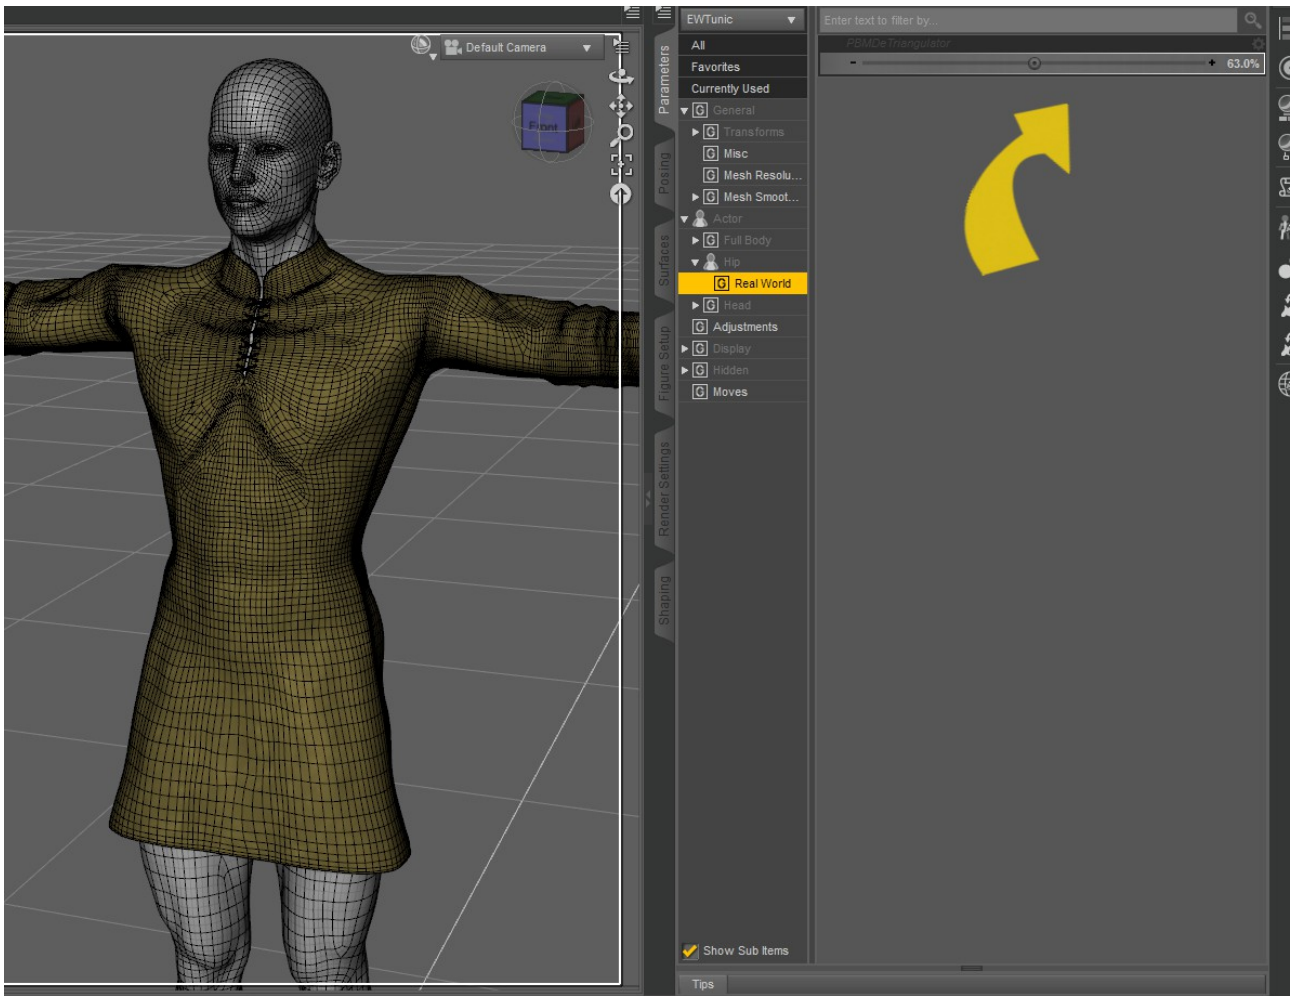 EWTunic
Enter text to filter by...
Default Camera
All
PBMDeTriangulator
Favorites
- + 63.0%
Currently Used
G General
G Transforms
G Misc
G Mesh Resolu...
G Mesh Smoot...
Actor
G Full Body
Hip
G Real World
G Head
G Adjustments
G Display
G Hidden
G Moves
Front
Parameters
Posing
Surfaces
Figure Setup
Render Settings
Shaping
Show Sub Items
Tips